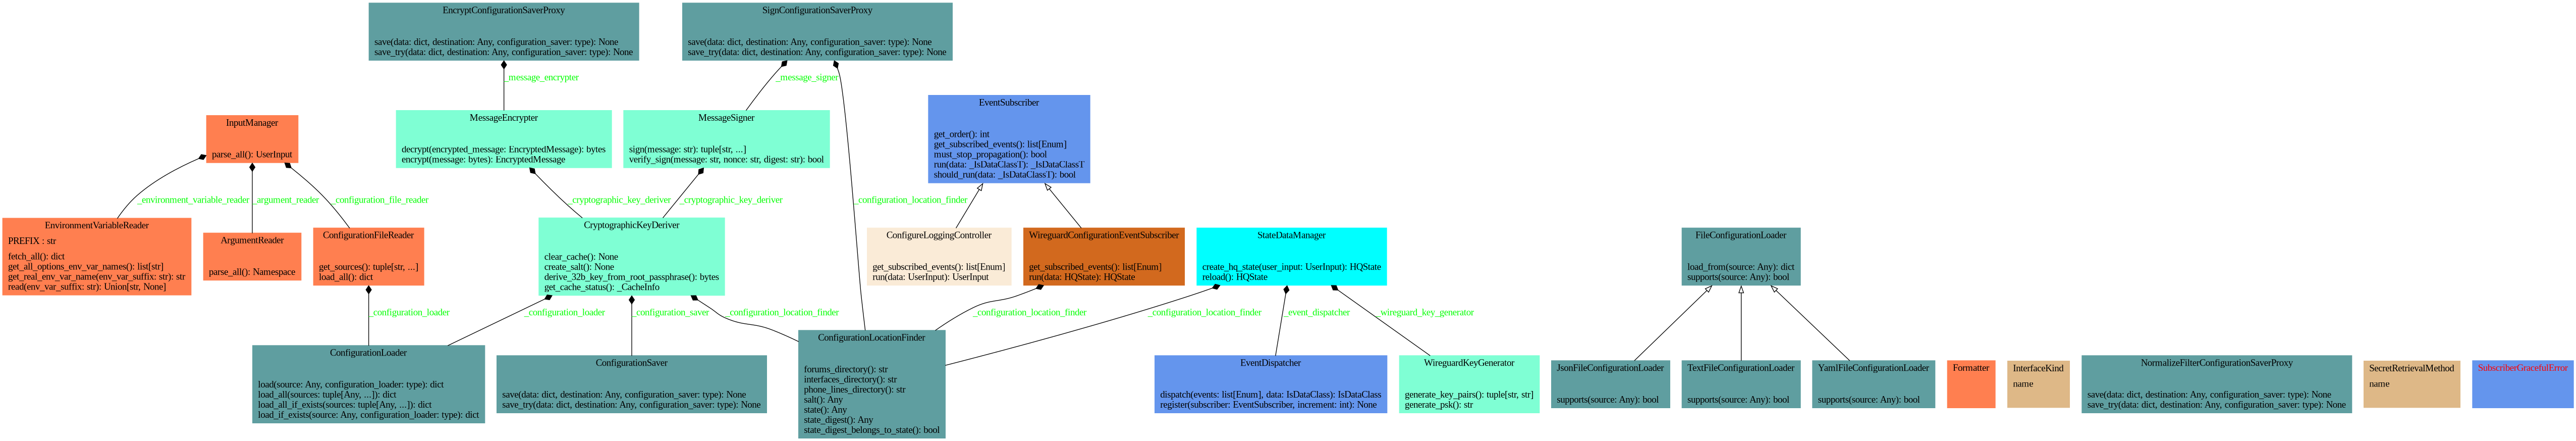 EncryptConfigurationSaverProxy
save(data: dict, destination: Any, configuration_saver: type): None
save_try(data: dict, destination: Any, configuration_saver: type): None
SignConfigurationSaverProxy
save(data: dict, destination: Any, configuration_saver: type): None
save_try(data: dict, destination: Any, configuration_saver: type): None
_message_encrypter
_message_signer
InputManager
parse_all(): UserInput
MessageEncrypter
decrypt(encrypted_message: EncryptedMessage): bytes
encrypt(message: bytes): EncryptedMessage
MessageSigner
sign(message: str): tuple[str, ...]
verify_sign(message: str, nonce: str, digest: str): bool
EventSubscriber
get_order(): int
get_subscribed_events(): list[Enum]
must_stop_propagation(): bool
run(data: _IsDataClassT): _IsDataClassT
should_run(data: _IsDataClassT): bool
_environment_variable_reader
_argument_reader
_configuration_file_reader
_cryptographic_key_deriver
_cryptographic_key_deriver
_configuration_location_finder
EnvironmentVariableReader
PREFIX : str
fetch_all(): dict
get_all_options_env_var_names(): list[str]
get_real_env_var_name(env_var_suffix: str): str
read(env_var_suffix: str): Union[str, None]
ArgumentReader
parse_all(): Namespace
ConfigurationFileReader
get_sources(): tuple[str, ...]
load_all(): dict
CryptographicKeyDeriver
clear_cache(): None
create_salt(): None
derive_32b_key_from_root_passphrase(): bytes
get_cache_status(): _CacheInfo
ConfigureLoggingController
get_subscribed_events(): list[Enum]
run(data: UserInput): UserInput
WireguardConfigurationEventSubscriber
get_subscribed_events(): list[Enum]
run(data: HQState): HQState
StateDataManager
create_hq_state(user_input: UserInput): HQState
reload(): HQState
FileConfigurationLoader
load_from(source: Any): dict
supports(source: Any): bool
_configuration_loader
_configuration_loader
_configuration_saver
_configuration_location_finder
_configuration_location_finder
_configuration_location_finder
_event_dispatcher
_wireguard_key_generator
ConfigurationLoader
load(source: Any, configuration_loader: type): dict
load_all(sources: tuple[Any, ...]): dict
load_all_if_exists(sources: tuple[Any, ...]): dict
load_if_exists(source: Any, configuration_loader: type): dict
ConfigurationSaver
save(data: dict, destination: Any, configuration_saver: type): None
save_try(data: dict, destination: Any, configuration_saver: type): None
ConfigurationLocationFinder
forums_directory(): str
interfaces_directory(): str
phone_lines_directory(): str
salt(): Any
state(): Any
state_digest(): Any
state_digest_belongs_to_state(): bool
EventDispatcher
dispatch(events: list[Enum], data: IsDataClass): IsDataClass
register(subscriber: EventSubscriber, increment: int): None
WireguardKeyGenerator
generate_key_pairs(): tuple[str, str]
generate_psk(): str
JsonFileConfigurationLoader
supports(source: Any): bool
TextFileConfigurationLoader
supports(source: Any): bool
YamlFileConfigurationLoader
supports(source: Any): bool
Formatter
InterfaceKind
name
NormalizeFilterConfigurationSaverProxy
save(data: dict, destination: Any, configuration_saver: type): None
save_try(data: dict, destination: Any, configuration_saver: type): None
SecretRetrievalMethod
name
SubscriberGracefulError